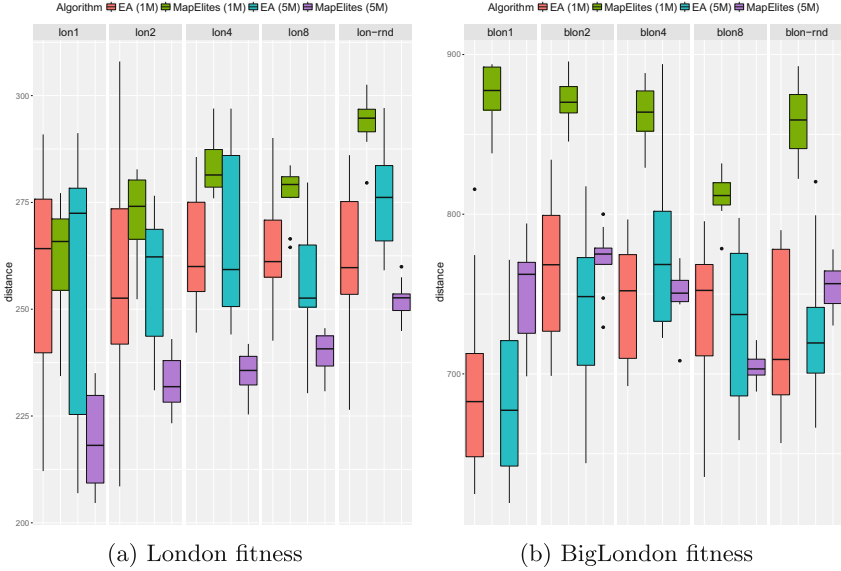 Algorithm EA (1M) MapElites (1M) EA (5M) MapElites (5M)
lon1 lon2 lon4 lon8 lon−rnd
300
275
250
225
200
distance
(a) London fitness
Algorithm EA (1M) MapElites (1M) EA (5M) MapElites (5M)
blon1 blon2 blon4 blon8 blon−rnd
900
800
700
distance
(b) BigLondon fitness